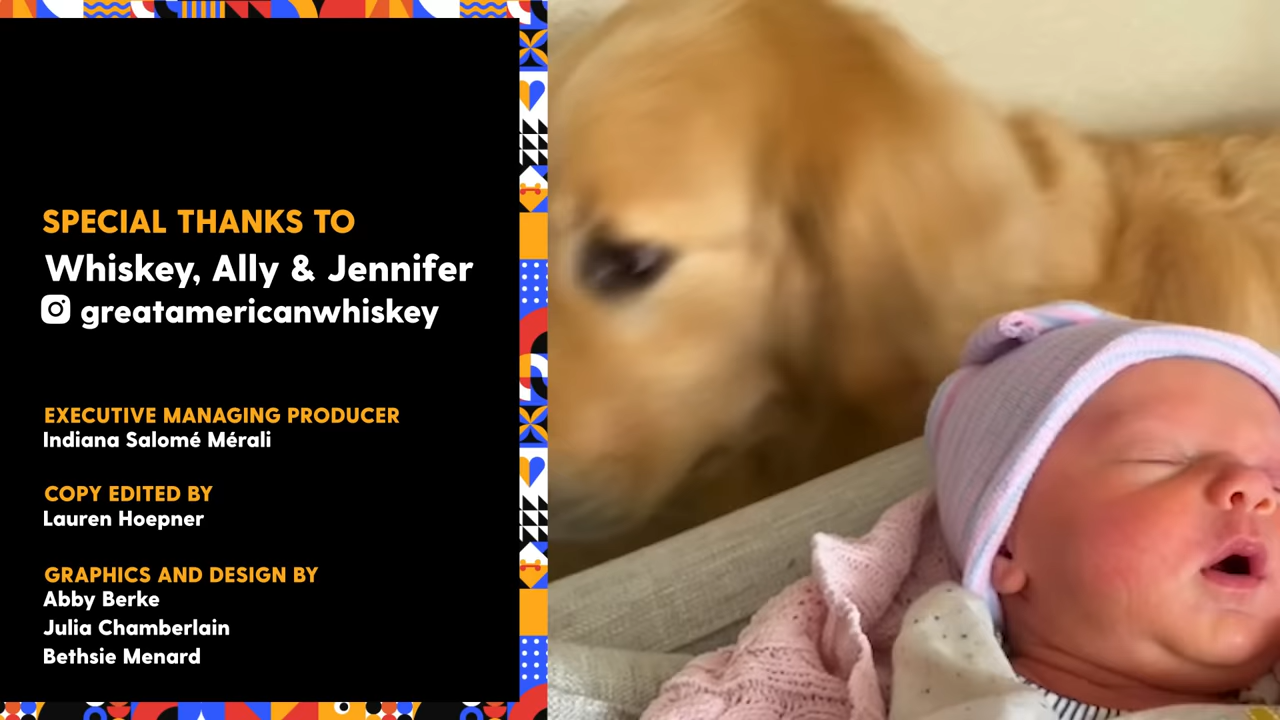 SPECIAL THANKS TO
Whiskey, Ally & Jennifer
greatamericanwhiskey
EXECUTIVE MANAGING PRODUCER
Indiana Salomé Mérali
COPY EDITED BY
Lauren Hoepner
GRAPHICS AND DESIGN BY
Abby Berke
Julia Chamberlain
Bethsie Menard